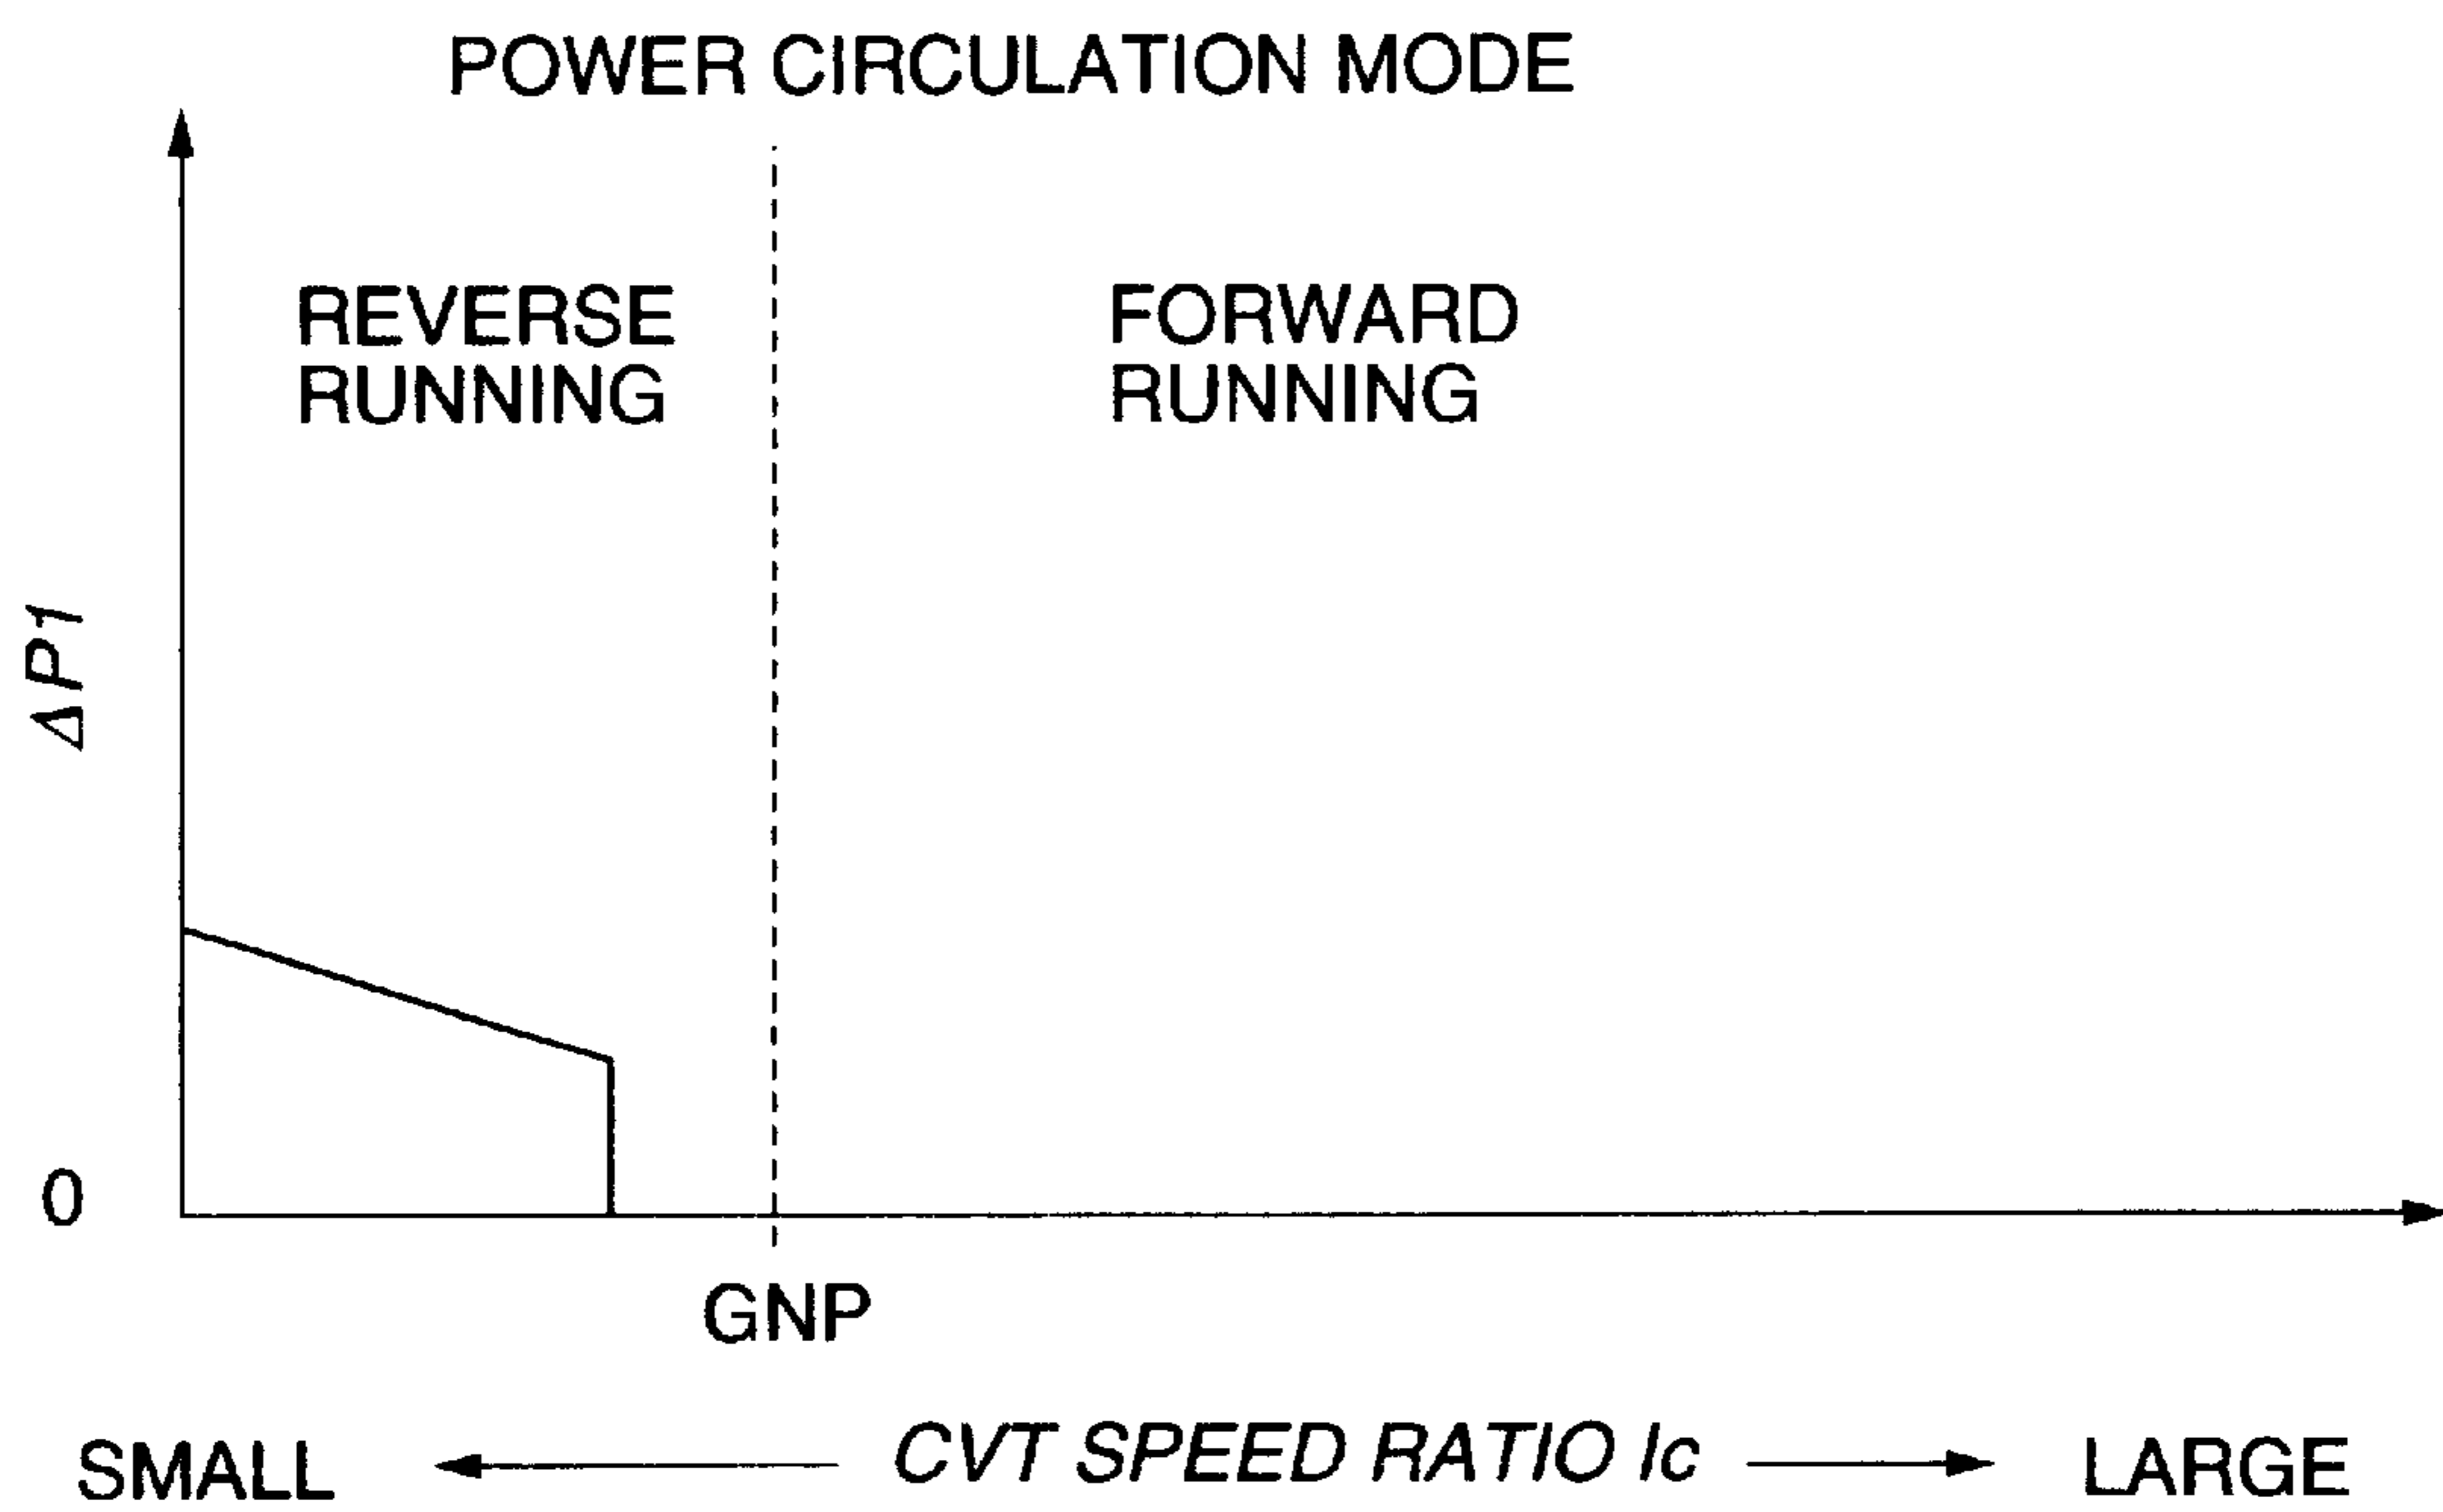 POWER CIRCULATION MODE
REVERSE
RUNNING
FORWARD
RUNNING
ΔP1
0
GNP
SMALL
CVT SPEED RATIO Ic
LARGE